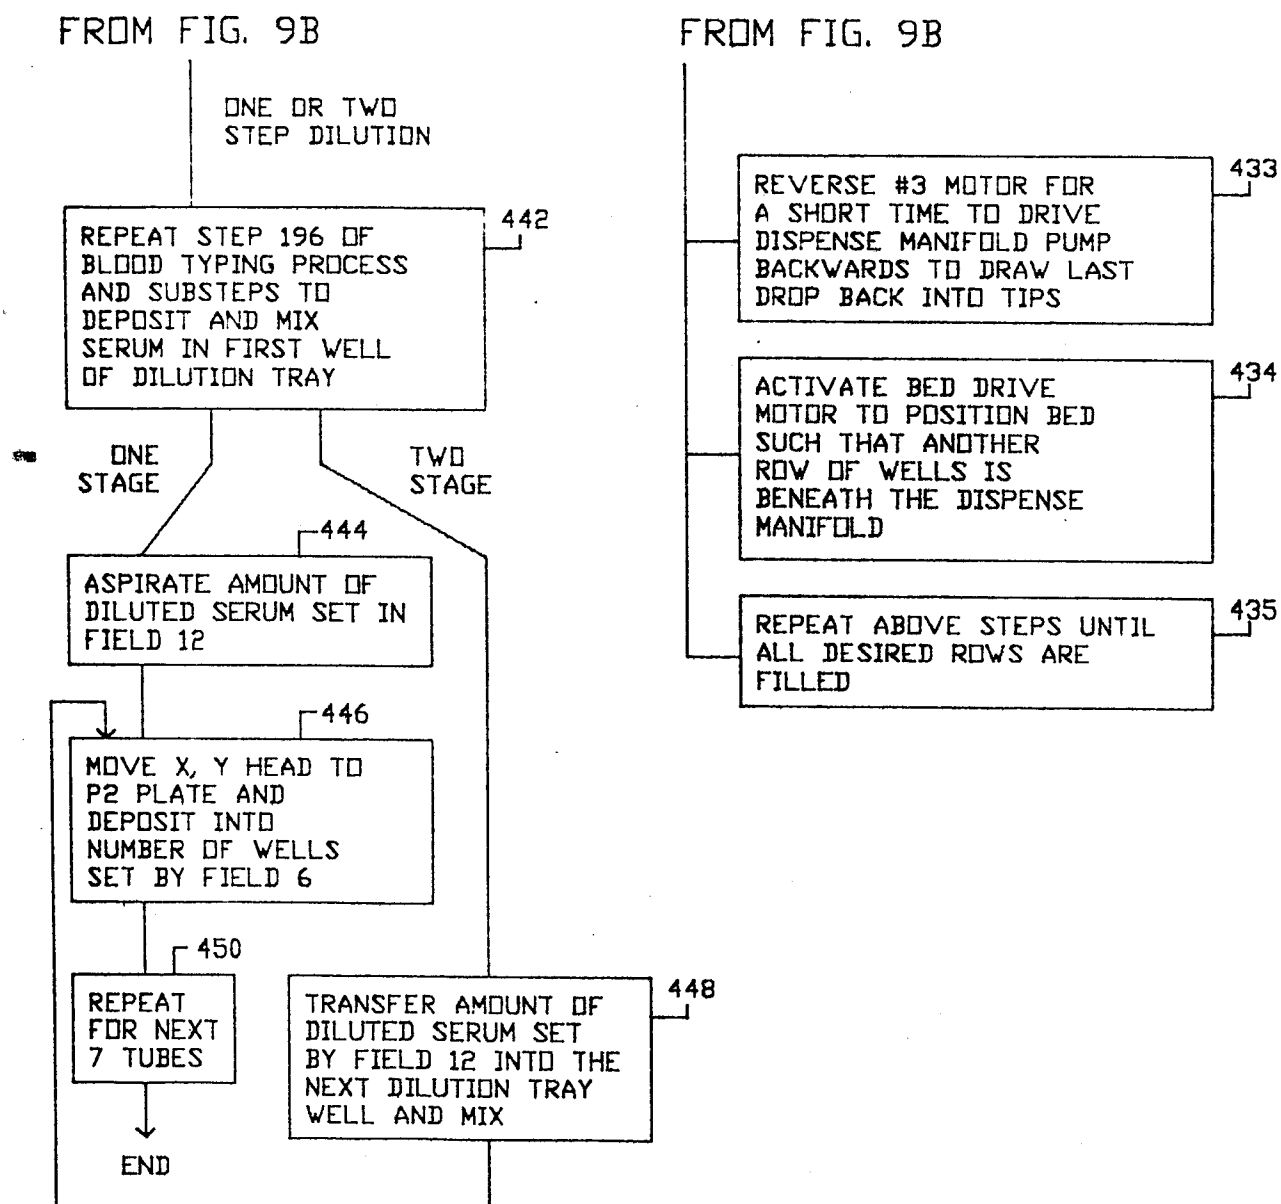 FROM FIG. 9B
ONE OR TWO
STEP DILUTION
442
REPEAT STEP 196 OF
BLOOD TYPING PROCESS
AND SUBSTEPS TO
DEPOSIT AND MIX
SERUM IN FIRST WELL
OF DILUTION TRAY
ONE
STAGE
TWO
STAGE
444
ASPIRATE AMOUNT OF
DILUTED SERUM SET IN
FIELD 12
446
MOVE X, Y HEAD TO
P2 PLATE AND
DEPOSIT INTO
NUMBER OF WELLS
SET BY FIELD 6
450
REPEAT
FOR NEXT
7 TUBES
END
448
TRANSFER AMOUNT OF
DILUTED SERUM SET
BY FIELD 12 INTO THE
NEXT DILUTION TRAY
WELL AND MIX
FROM FIG. 9B
433
REVERSE #3 MOTOR FOR
A SHORT TIME TO DRIVE
DISPENSE MANIFOLD PUMP
BACKWARDS TO DRAW LAST
DROP BACK INTO TIPS
434
ACTIVATE BED DRIVE
MOTOR TO POSITION BED
SUCH THAT ANOTHER
ROW OF WELLS IS
BENEATH THE DISPENSE
MANIFOLD
435
REPEAT ABOVE STEPS UNTIL
ALL DESIRED ROWS ARE
FILLED